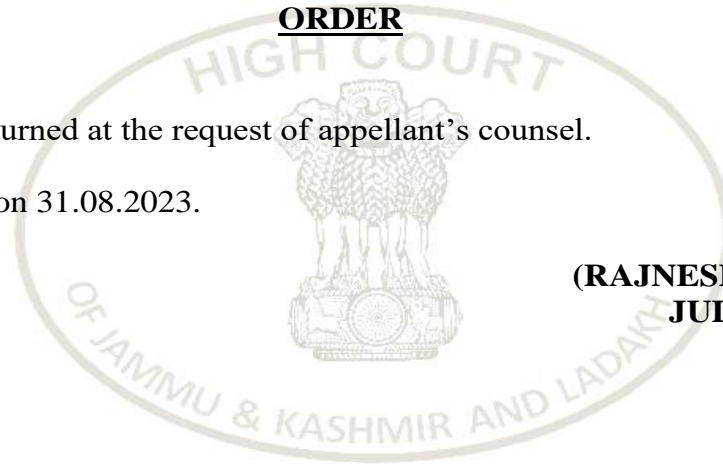 ORDER
HIGH COURT
urned at the request of appellant’s counsel.
on 31.08.2023.
(RAJNES
JU
OF JAMMU & KASHMIR AND LADAKH